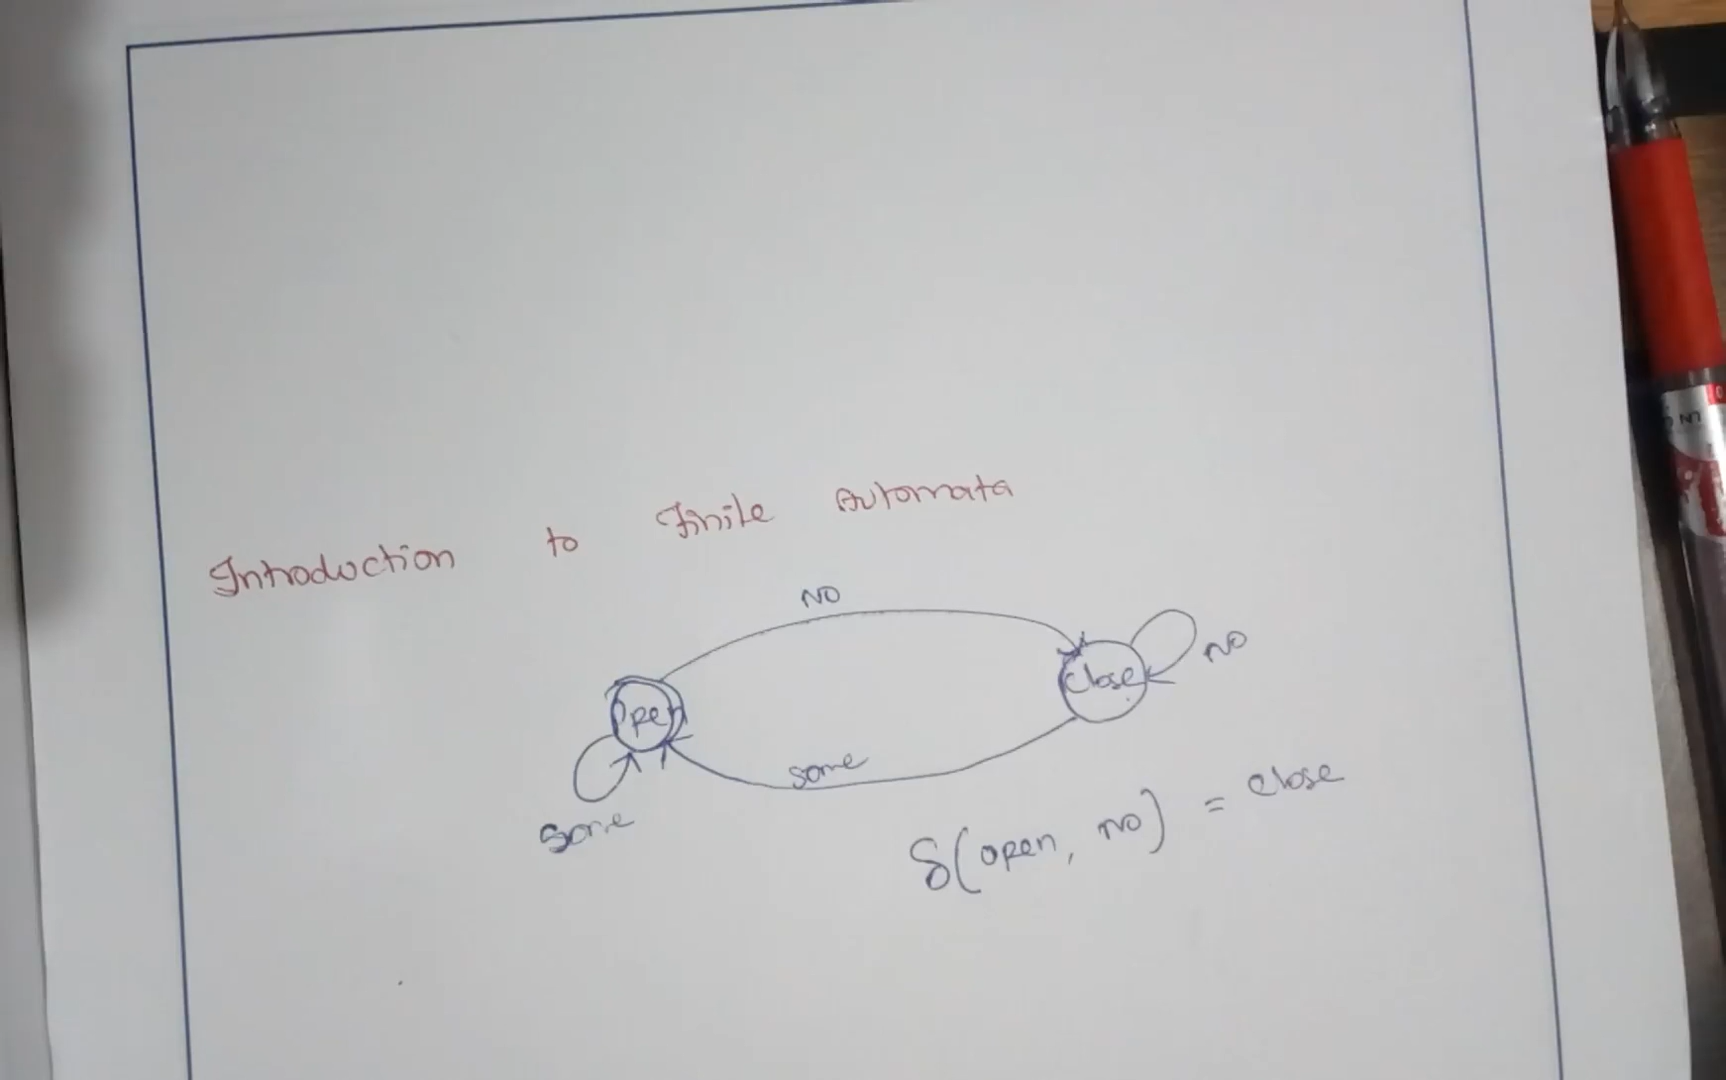 Introduction to Finite Automata
NO
Open
close
NO
some
some
δ(open, no) = close